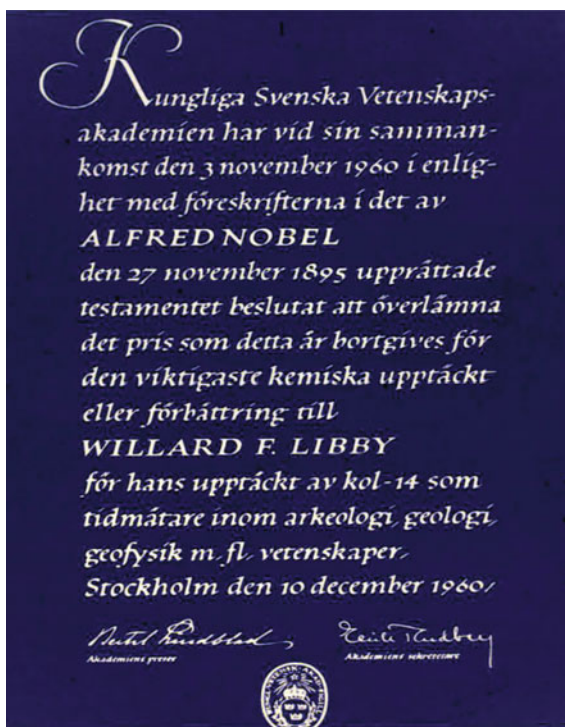 Kungliga Svenska Vetenskaps-
akademien har vid sin samman-
komst den 3 november 1960 i enlig-
het med föreskrifterna i det av
ALFRED NOBEL
den 27 november 1895 upprättade
testamentet beslutat att överlämna
det pris som detta år bortgives för
den viktigaste kemiska upptäckt
eller förbättring till
WILLARD F. LIBBY
för hans upptäckt av kol-14 som
tidmätare inom arkeologi, geologi,
geofysik m. fl. vetenskaper.
Stockholm den 10 december 1960.
Bertil Lindblad
Akademiens preses
Akademiens sekreterare